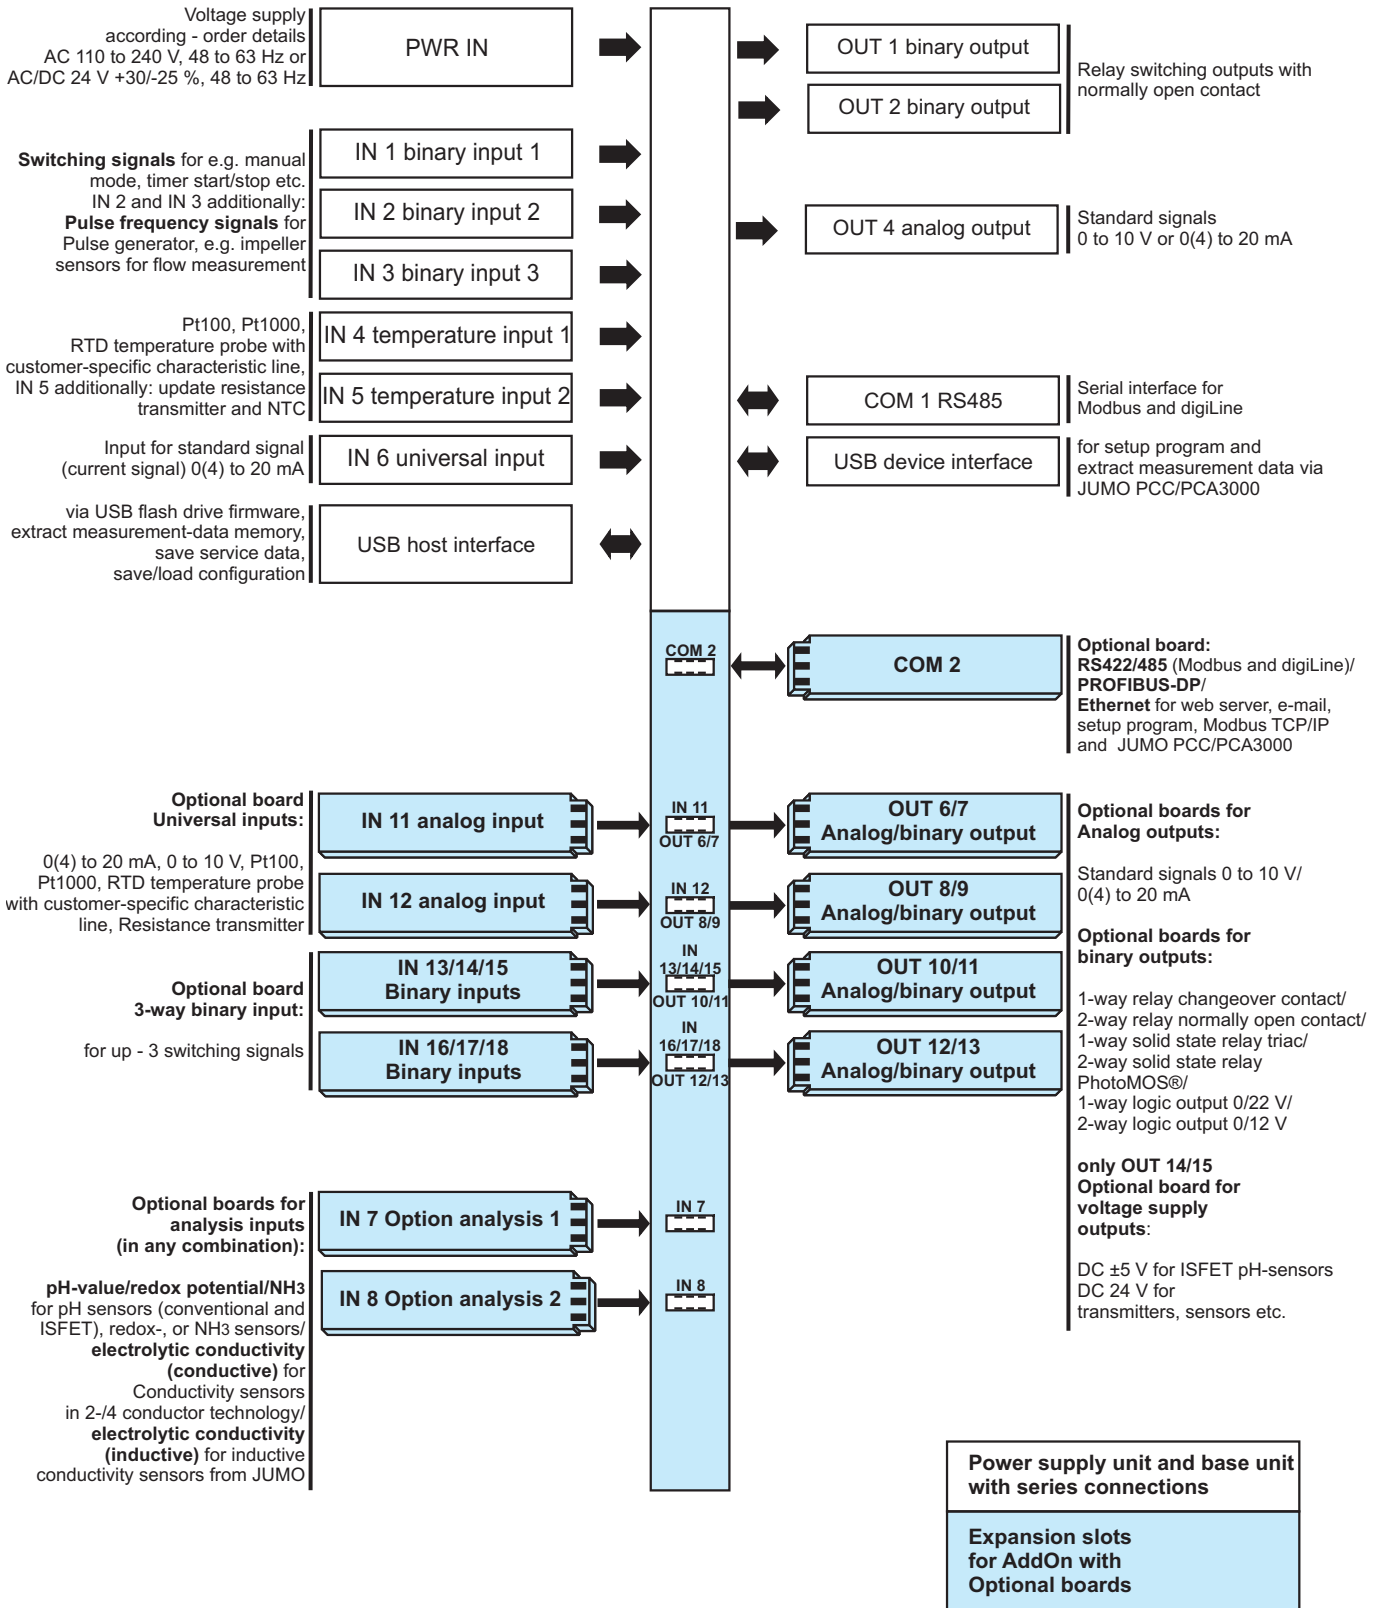 Voltage supply
according - order details
AC 110 to 240 V, 48 to 63 Hz or
AC/DC 24 V +30/-25 %, 48 to 63 Hz
PWR IN
OUT 1 binary output
OUT 2 binary output
Relay switching outputs with
normally open contact
Switching signals for e.g. manual
mode, timer start/stop etc.
IN 2 and IN 3 additionally:
Pulse frequency signals for
Pulse generator, e.g. impeller
sensors for flow measurement
IN 1 binary input 1
IN 2 binary input 2
IN 3 binary input 3
OUT 4 analog output
Standard signals
0 to 10 V or 0(4) to 20 mA
Pt100, Pt1000,
RTD temperature probe with
customer-specific characteristic line,
IN 5 additionally: update resistance
transmitter and NTC
IN 4 temperature input 1
IN 5 temperature input 2
COM 1 RS485
Serial interface for
Modbus and digiLine
Input for standard signal
(current signal) 0(4) to 20 mA
IN 6 universal input
USB device interface
for setup program and
extract measurement data via
JUMO PCC/PCA3000
via USB flash drive firmware,
extract measurement-data memory,
save service data,
save/load configuration
USB host interface
COM 2
COM 2
Optional board:
RS422/485 (Modbus and digiLine)/
PROFIBUS-DP/
Ethernet for web server, e-mail,
setup program, Modbus TCP/IP
and JUMO PCC/PCA3000
Optional board
Universal inputs:
0(4) to 20 mA, 0 to 10 V, Pt100,
Pt1000, RTD temperature probe
with customer-specific characteristic
line, Resistance transmitter
IN 11 analog input
IN 11
OUT 6/7
OUT 6/7
Analog/binary output
IN 12 analog input
IN 12
OUT 8/9
OUT 8/9
Analog/binary output
Optional board
3-way binary input:
for up - 3 switching signals
IN 13/14/15
Binary inputs
IN
13/14/15
OUT 10/11
OUT 10/11
Analog/binary output
IN 16/17/18
Binary inputs
IN
16/17/18
OUT 12/13
OUT 12/13
Analog/binary output
Optional boards for
Analog outputs:
Standard signals 0 to 10 V/
0(4) to 20 mA
Optional boards for
binary outputs:
1-way relay changeover contact/
2-way relay normally open contact/
1-way solid state relay triac/
2-way solid state relay
PhotoMOS®/
1-way logic output 0/22 V/
2-way logic output 0/12 V
only OUT 14/15
Optional board for
voltage supply
outputs:
DC ±5 V for ISFET pH-sensors
DC 24 V for
transmitters, sensors etc.
Optional boards for
analysis inputs
(in any combination):
pH-value/redox potential/NH3
for pH sensors (conventional and
ISFET), redox-, or NH3 sensors/
electrolytic conductivity
(conductive) for
Conductivity sensors
in 2-/4 conductor technology/
electrolytic conductivity
(inductive) for inductive
conductivity sensors from JUMO
IN 7 Option analysis 1
IN 7
IN 8 Option analysis 2
IN 8
Power supply unit and base unit
with series connections
Expansion slots
for AddOn with
Optional boards